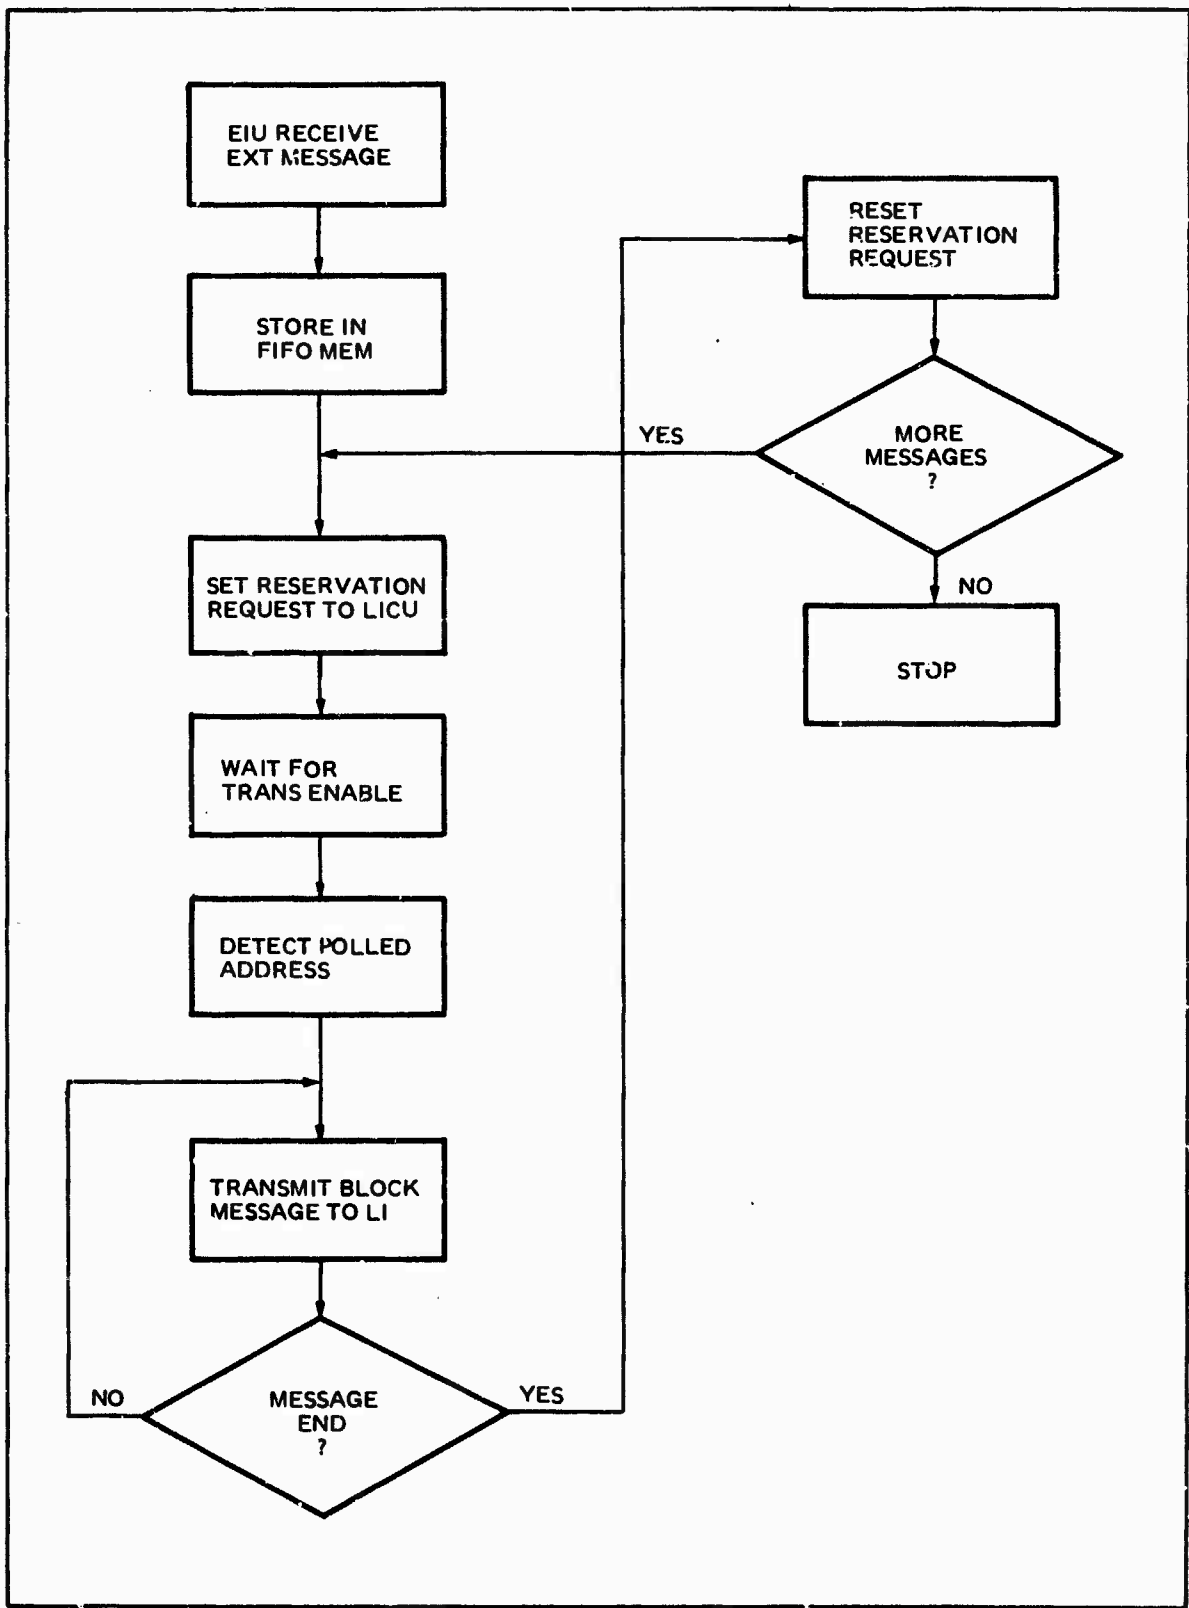 EIU RECEIVE
EXT MESSAGE
STORE IN
FIFO MEM
SET RESERVATION
REQUEST TO LICU
WAIT FOR
TRANS ENABLE
DETECT POLLED
ADDRESS
TRANSMIT BLOCK
MESSAGE TO LI
MESSAGE
END
?
NO
YES
RESET
RESERVATION
REQUEST
MORE
MESSAGES
?
YES
NO
STOP